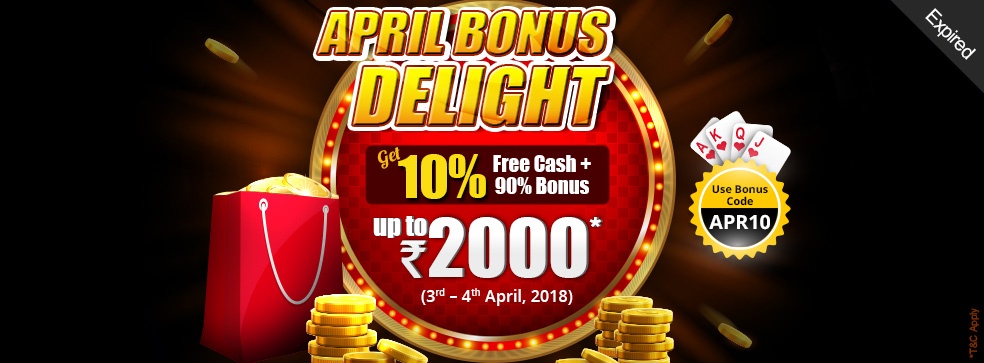 APRIL BONUS
DELIGHT
Expired
Get 10% Free Cash +
90% Bonus
up to ₹2000*
(3rd – 4th April, 2018)
A K Q J
Use Bonus
Code
APR10
*T&C Apply